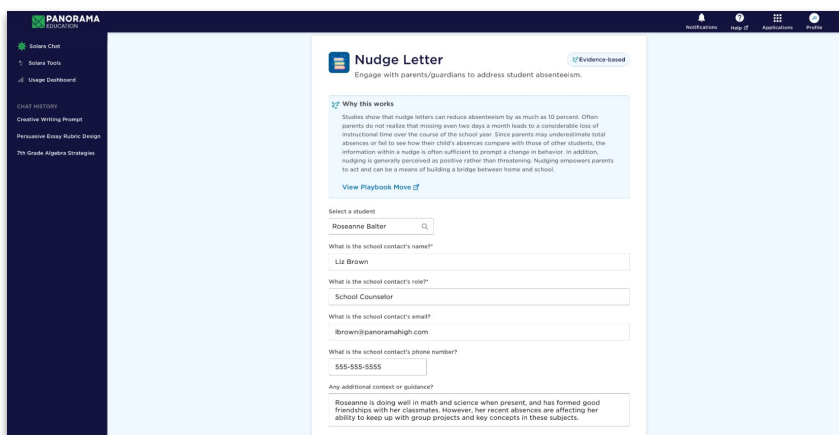 PANORAMA
EDUCATION
Notifications
Help
Applications
Profile
Solara Chat
Solara Tools
Usage Dashboard
CHAT HISTORY
Creative Writing Prompt
Persuasive Essay Rubric Design
7th Grade Algebra Strategies
Nudge Letter
Evidence-based
Engage with parents/guardians to address student absenteeism.
Why this works
Studies show that nudge letters can reduce absenteeism by as much as 10 percent. Often
parents do not realize that missing even two days a month leads to a considerable loss of
instructional time over the course of the school year. Since parents may underestimate total
absences or fail to see how their child's absences compare with those of other students, the
information within a nudge is often sufficient to prompt a change in behavior. In addition,
nudging is generally perceived as positive rather than threatening. Nudging empowers parents
to act and can be a means of building a bridge between home and school.
View Playbook Move
Select a student
Roseanne Balter
What is the school contact's name?*
Liz Brown
What is the school contact's role?*
School Counselor
What is the school contact's email?
lbrown@panoramahigh.com
What is the school contact's phone number?
555-555-5555
Any additional context or guidance?
Roseanne is doing well in math and science when present, and has formed good
friendships with her classmates. However, her recent absences are affecting her
ability to keep up with group projects and key concepts in these subjects.